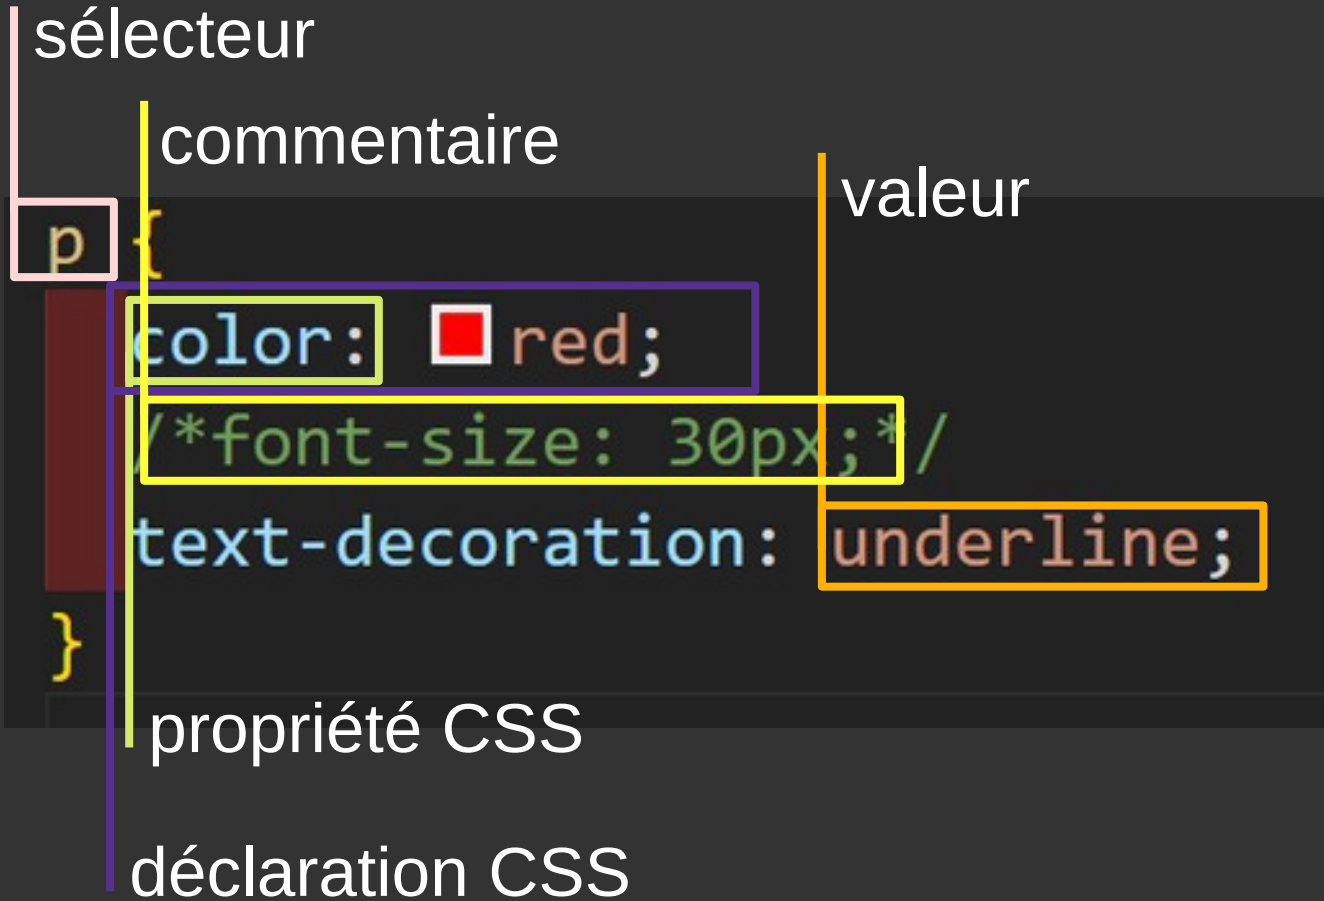 sélecteur
commentaire
valeur
p {
color: red;
/*font-size: 30px;*/
text-decoration: underline;
}
propriété CSS
déclaration CSS